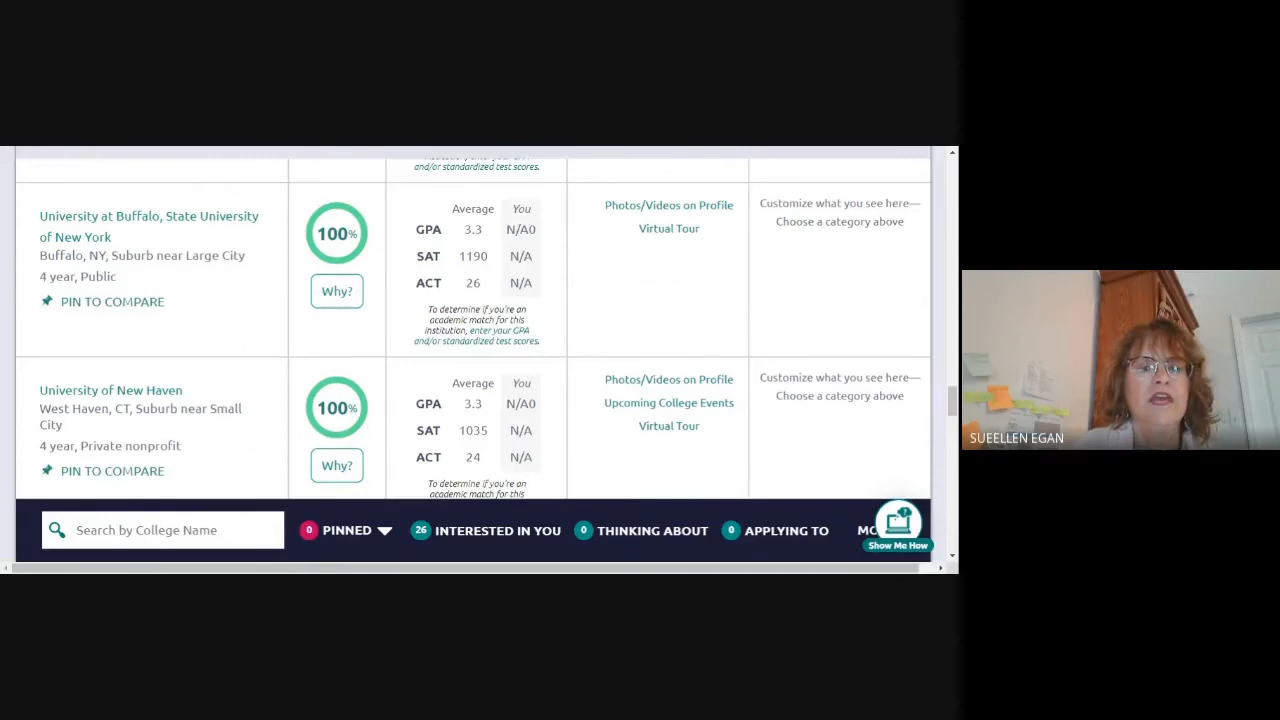 and/or standardized test scores.
University at Buffalo, State University
of New York
Buffalo, NY, Suburb near Large City
4 year, Public
PIN TO COMPARE
100%
Why?
Average You
GPA 3.3 N/A0
SAT 1190 N/A
ACT 26 N/A
To determine if you're an
academic match for this
institution, enter your GPA
and/or standardized test scores.
Photos/Videos on Profile
Virtual Tour
Customize what you see here—
Choose a category above
University of New Haven
West Haven, CT, Suburb near Small
City
4 year, Private nonprofit
PIN TO COMPARE
100%
Why?
Average You
GPA 3.3 N/A0
SAT 1035 N/A
ACT 24 N/A
To determine if you're an
academic match for this
Photos/Videos on Profile
Upcoming College Events
Virtual Tour
Customize what you see here—
Choose a category above
Search by College Name
0 PINNED
26 INTERESTED IN YOU
0 THINKING ABOUT
0 APPLYING TO
Show Me How
SUEELLEN EGAN